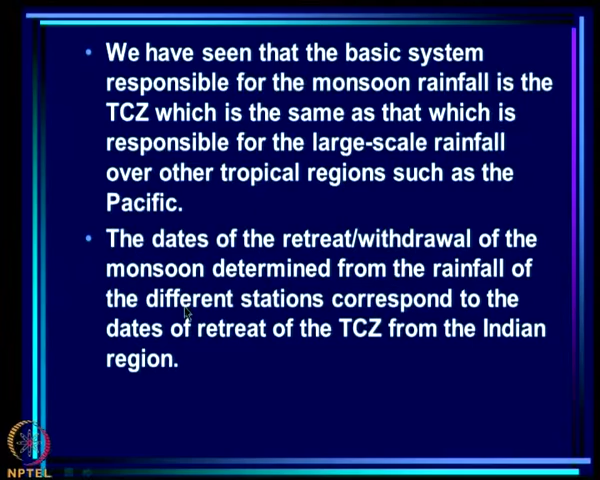 We have seen that the basic system
responsible for the monsoon rainfall is the
TCZ which is the same as that which is
responsible for the large-scale rainfall
over other tropical regions such as the
Pacific.
The dates of the retreat/withdrawal of the
monsoon determined from the rainfall of
the different stations correspond to the
dates of retreat of the TCZ from the Indian
region.
NPTEL